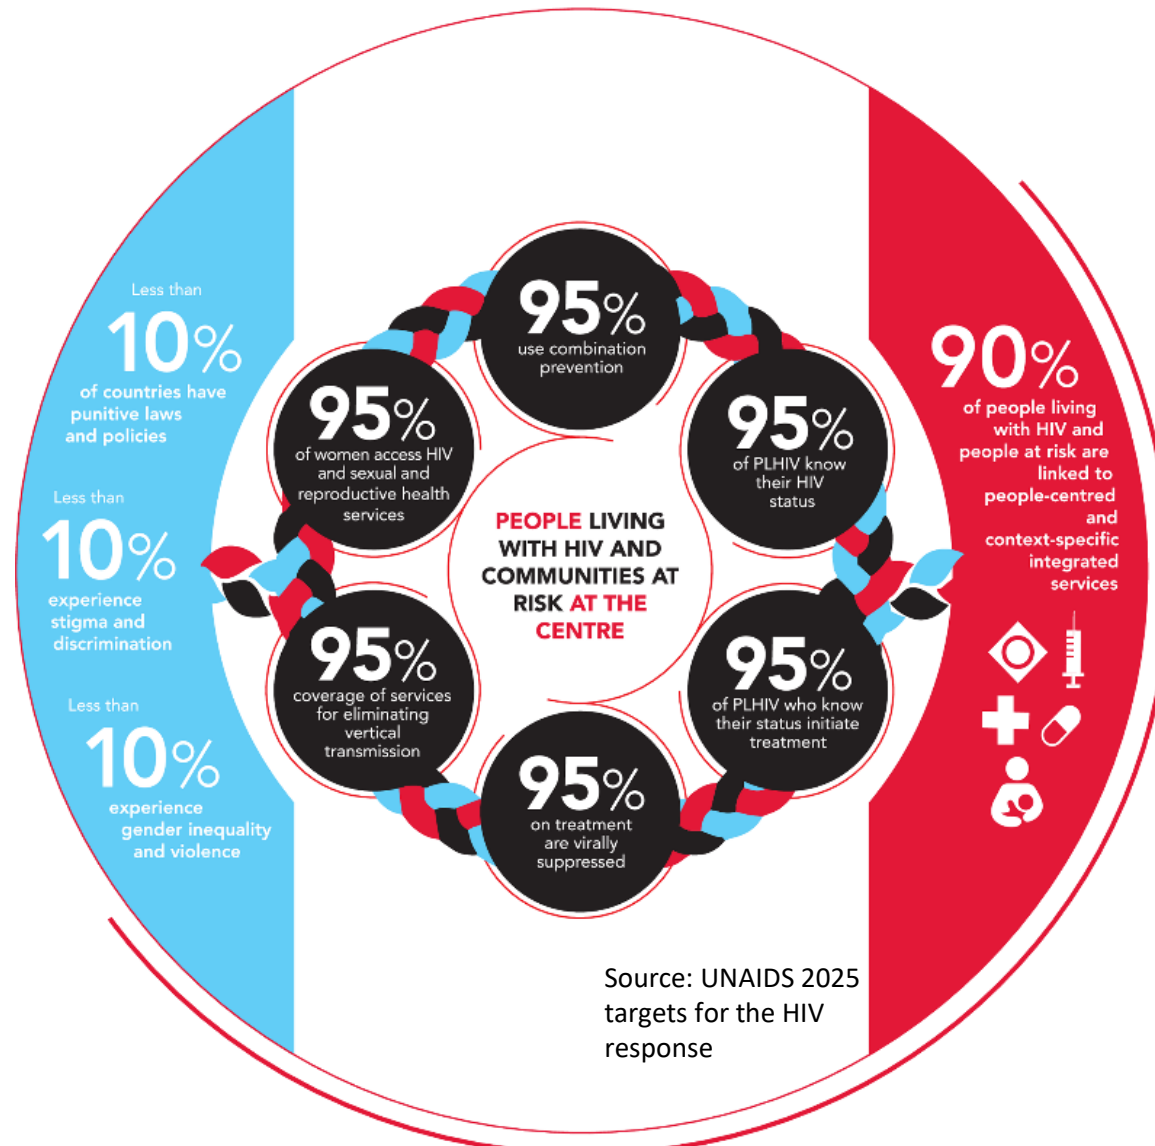 Less than
10%
of countries have
punitive laws
and policies
Less than
10%
experience
stigma and
discrimination
Less than
10%
experience
gender inequality
and violence
95%
use combination
prevention
95%
of women access HIV
and sexual and
reproductive health
services
95%
of PLHIV know
their HIV
status
PEOPLE LIVING
WITH HIV AND
COMMUNITIES AT
RISK AT THE
CENTRE
95%
coverage of services
for eliminating
vertical
transmission
95%
of PLHIV who know
their status initiate
treatment
95%
on treatment
are virally
suppressed
90%
of people living
with HIV and
people at risk are
linked to
people-centred
and
context-specific
integrated
services
Source: UNAIDS 2025
targets for the HIV
response